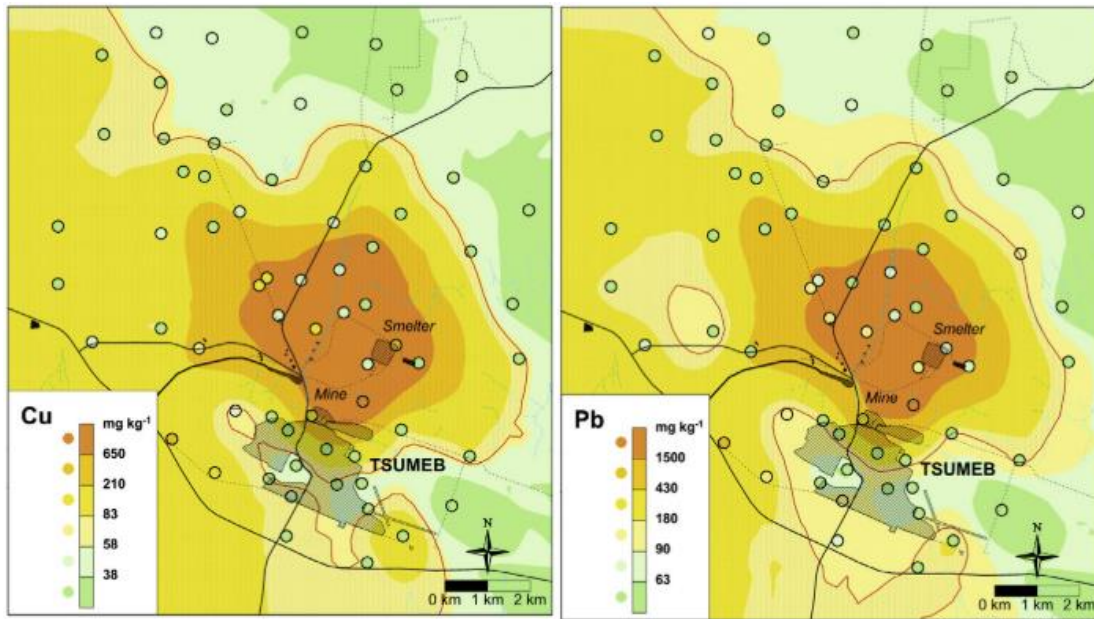 Smelter
Mine
TSUMEB
Cu
mg kg-1
650
210
83
58
38
N
0 km 1 km 2 km
Smelter
Mine
TSUMEB
Pb
mg kg-1
1500
430
180
90
63
N
0 km 1 km 2 km